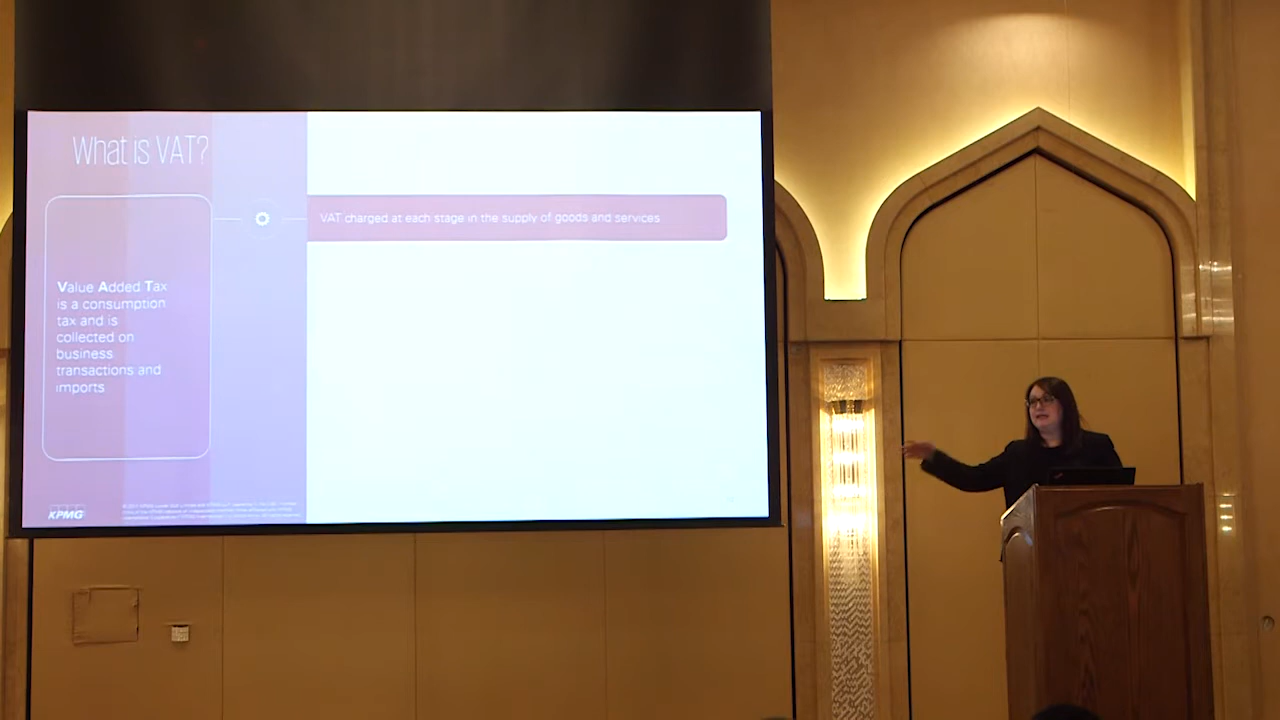 What is VAT?
VAT charged at each stage in the supply of goods and services
Value Added Tax
is a consumption
tax and is
collected on
business
transactions and
imports
KPMG